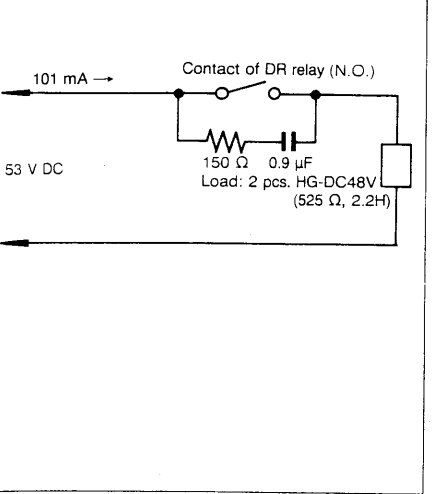 Contact of DR relay (N.O.)
101 mA →
150 Ω 0.9 µF
53 V DC
Load: 2 pcs. HG-DC48V
(525 Ω, 2.2H)